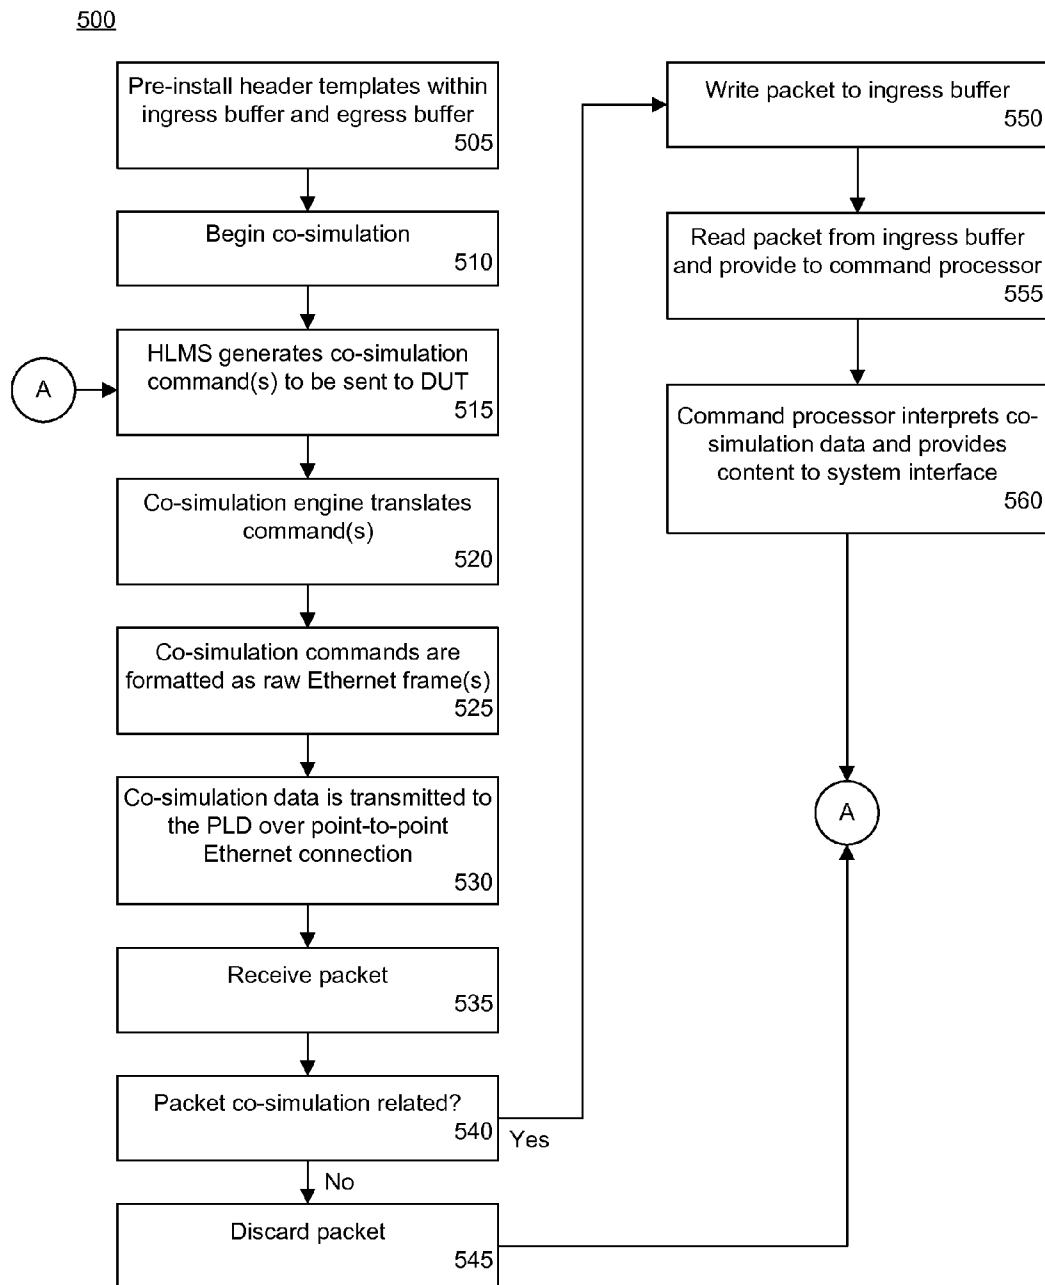 500
Pre-install header templates within
ingress buffer and egress buffer
505
Begin co-simulation
510
A
HLMS generates co-simulation
command(s) to be sent to DUT
515
Co-simulation engine translates
command(s)
520
Co-simulation commands are
formatted as raw Ethernet frame(s)
525
Co-simulation data is transmitted to
the PLD over point-to-point
Ethernet connection
530
Receive packet
535
Packet co-simulation related?
540
Yes
No
Discard packet
545
Write packet to ingress buffer
550
Read packet from ingress buffer
and provide to command processor
555
Command processor interprets co-
simulation data and provides
content to system interface
560
A